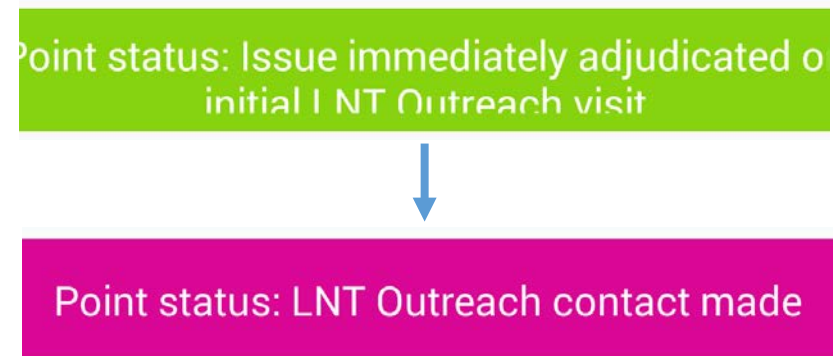 Point status: Issue immediately adjudicated o
initial LNT Outreach visit
Point status: LNT Outreach contact made